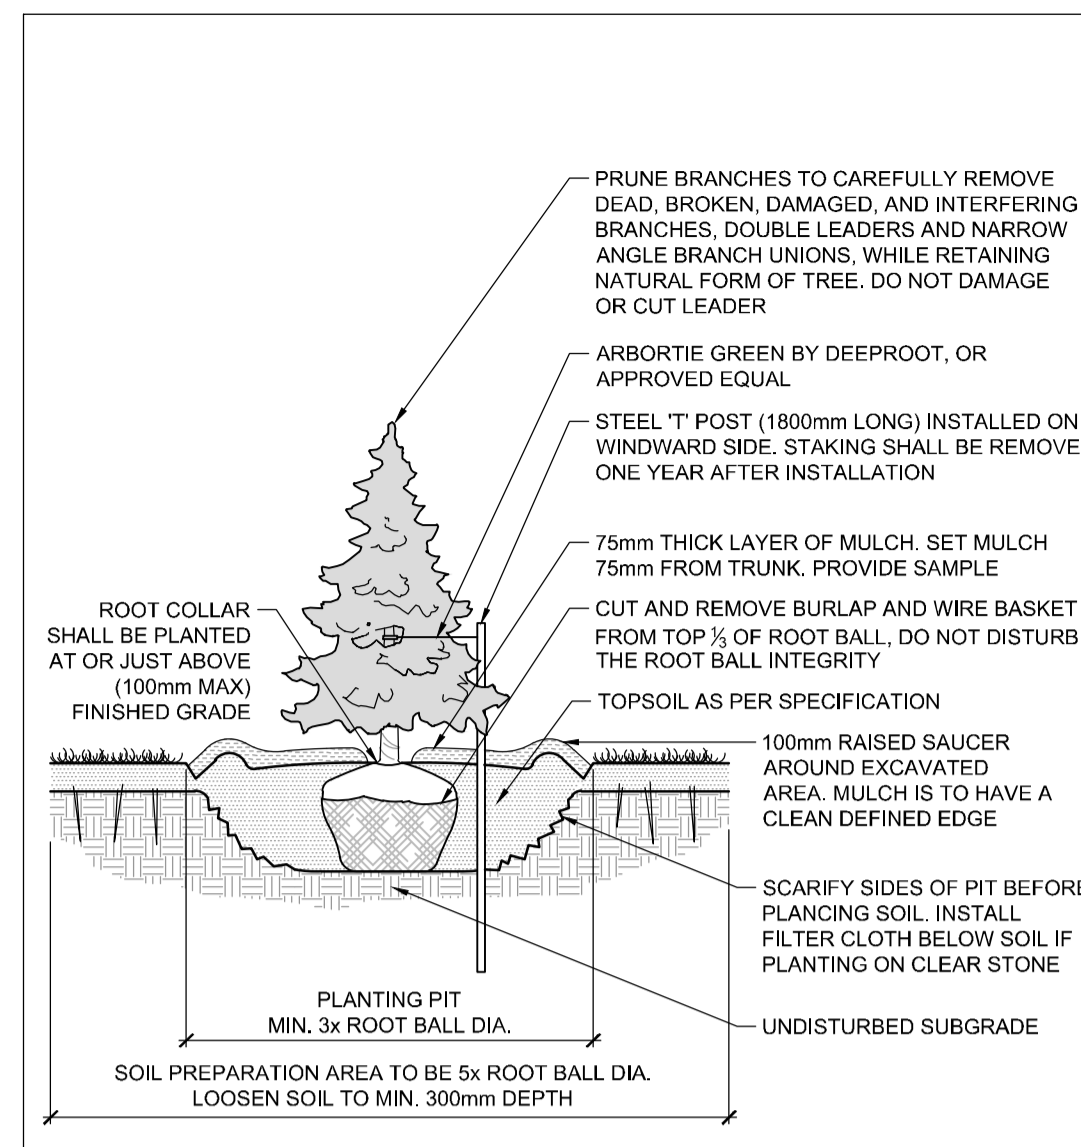 PRUNE BRANCHES TO CAREFULLY REMOVE
DEAD, BROKEN, DAMAGED, AND INTERFERING
BRANCHES, DOUBLE LEADERS AND NARROW
ANGLE BRANCH UNIONS, WHILE RETAINING
NATURAL FORM OF TREE. DO NOT DAMAGE
OR CUT LEADER
ARBORTIE GREEN BY DEEPROOT, OR
APPROVED EQUAL
STEEL 'T' POST (1800mm LONG) INSTALLED ON
WINDWARD SIDE. STAKING SHALL BE REMOVE
ONE YEAR AFTER INSTALLATION
75mm THICK LAYER OF MULCH. SET MULCH
75mm FROM TRUNK. PROVIDE SAMPLE
CUT AND REMOVE BURLAP AND WIRE BASKET
FROM TOP ⅓ OF ROOT BALL, DO NOT DISTURB
THE ROOT BALL INTEGRITY
TOPSOIL AS PER SPECIFICATION
100mm RAISED SAUCER
AROUND EXCAVATED
AREA. MULCH IS TO HAVE A
CLEAN DEFINED EDGE
SCARIFY SIDES OF PIT BEFORE
PLANCING SOIL. INSTALL
FILTER CLOTH BELOW SOIL IF
PLANTING ON CLEAR STONE
UNDISTURBED SUBGRADE
ROOT COLLAR
SHALL BE PLANTED
AT OR JUST ABOVE
(100mm MAX)
FINISHED GRADE
PLANTING PIT
MIN. 3x ROOT BALL DIA.
SOIL PREPARATION AREA TO BE 5x ROOT BALL DIA.
LOOSEN SOIL TO MIN. 300mm DEPTH